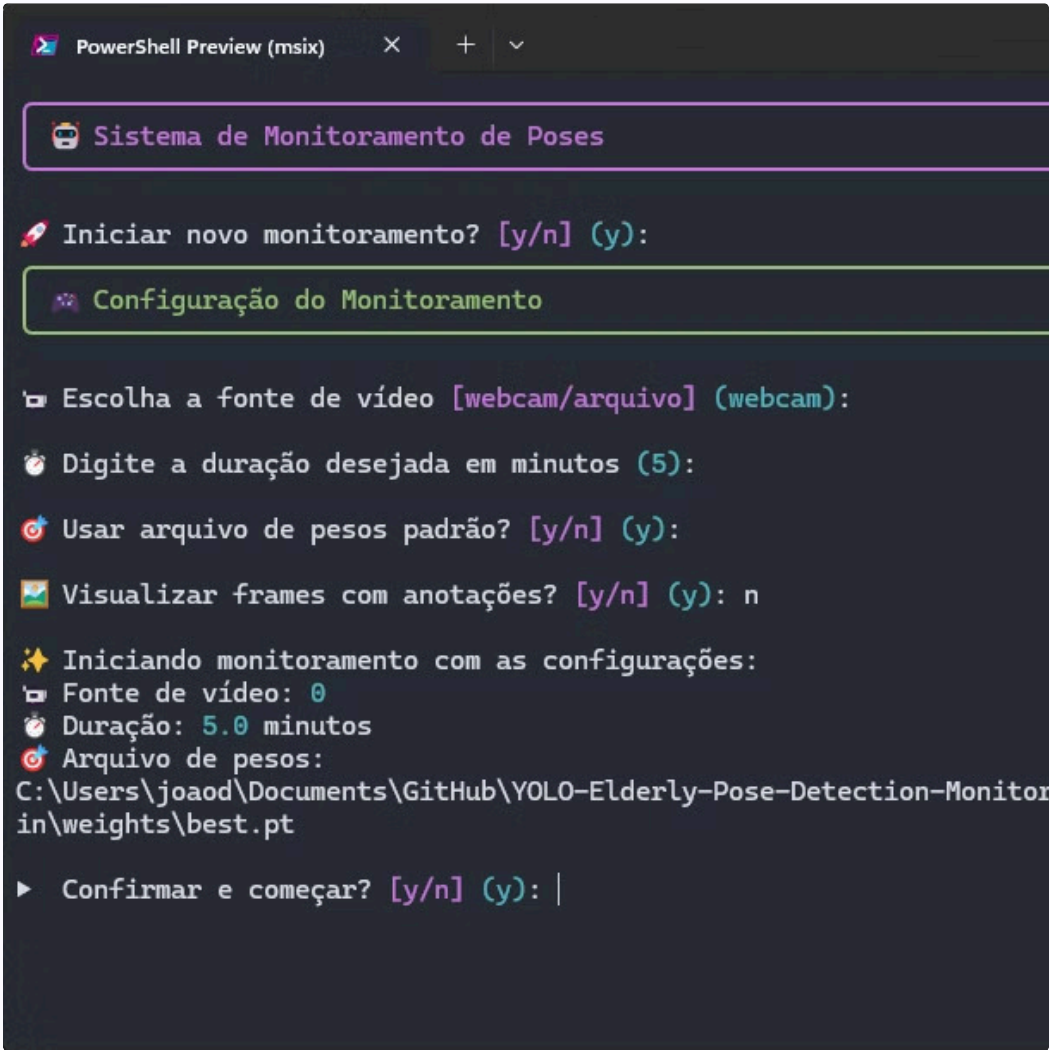 PowerShell Preview (msix)
Sistema de Monitoramento de Poses
Iniciar novo monitoramento? [y/n] (y):
Configuração do Monitoramento
Escolha a fonte de vídeo [webcam/arquivo] (webcam):
Digite a duração desejada em minutos (5):
Usar arquivo de pesos padrão? [y/n] (y):
Visualizar frames com anotações? [y/n] (y): n
Iniciando monitoramento com as configurações:
Fonte de vídeo: 0
Duração: 5.0 minutos
Arquivo de pesos:
C:\Users\joaod\Documents\GitHub\YOLO-Elderly-Pose-Detection-Monitor
in\weights\best.pt
Confirmar e começar? [y/n] (y):